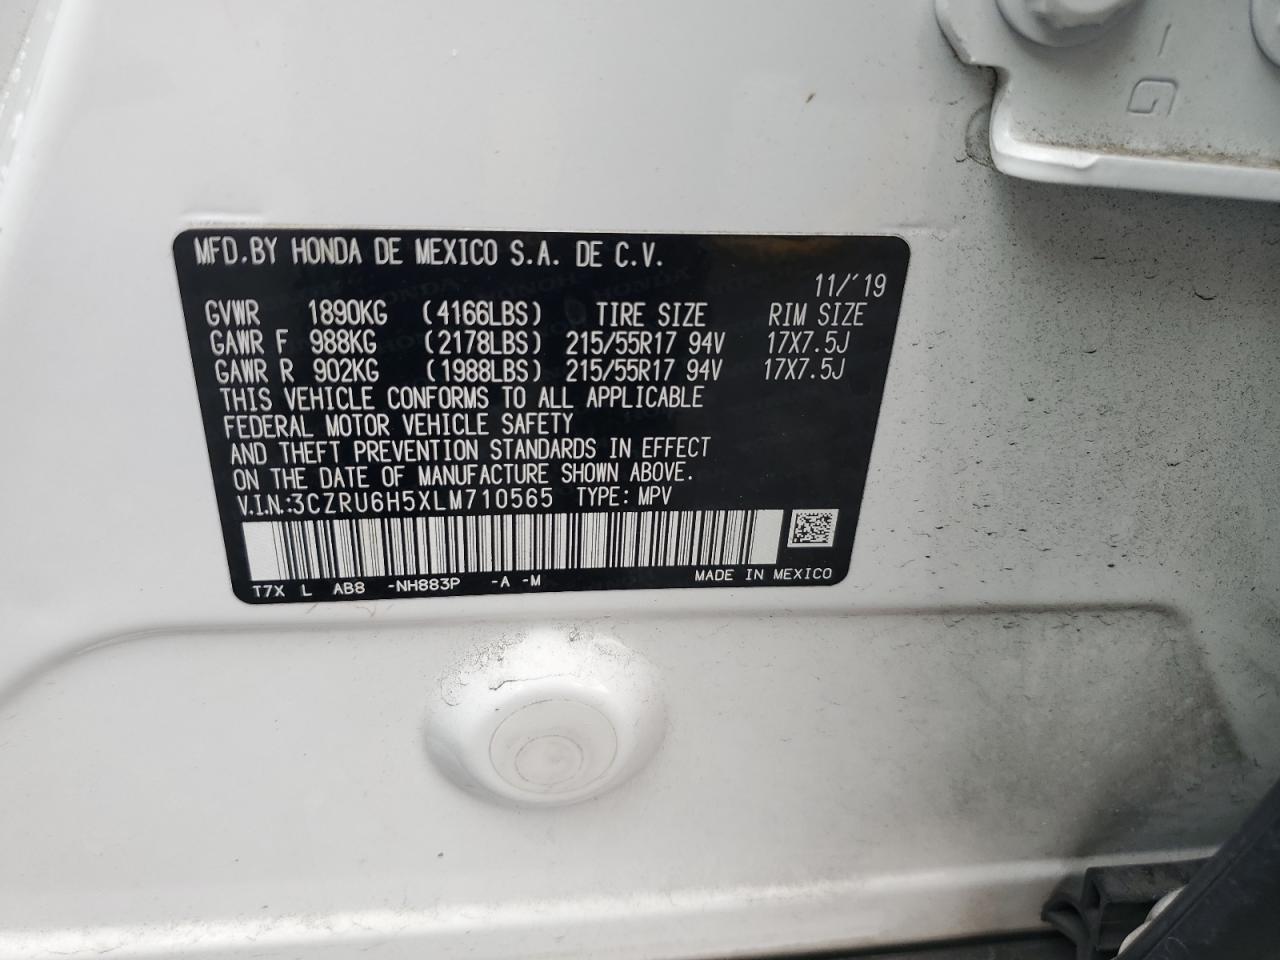 G
MFD.BY HONDA DE MEXICO S.A. DE C.V.
11/'19
GVWR 1890KG (4166LBS) TIRE SIZE RIM SIZE
GAWR F 988KG (2178LBS) 215/55R17 94V 17X7.5J
GAWR R 902KG (1988LBS) 215/55R17 94V 17X7.5J
THIS VEHICLE CONFORMS TO ALL APPLICABLE
FEDERAL MOTOR VEHICLE SAFETY
AND THEFT PREVENTION STANDARDS IN EFFECT
ON THE DATE OF MANUFACTURE SHOWN ABOVE.
V.I.N.:3CZRU6H5XLM710565 TYPE: MPV
T7X L AB8 -NH883P -A -M MADE IN MEXICO